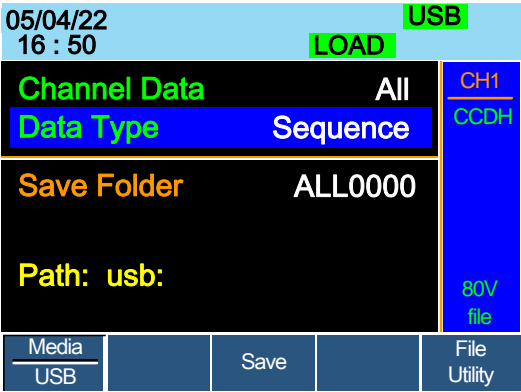 05/04/22 USB
16 : 50 LOAD
Channel Data All
Data Type Sequence
Save Folder ALL0000
Path: usb:
CH1
CCDH
80V
file
Media
USB
Save
File
Utility